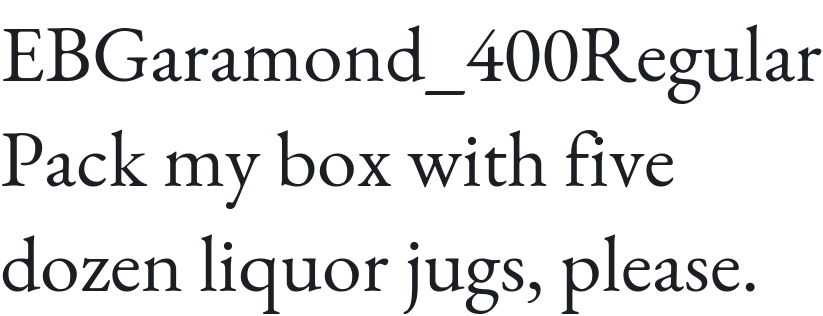 EBGaramond_400Regular
Pack my box with five
dozen liquor jugs, please.